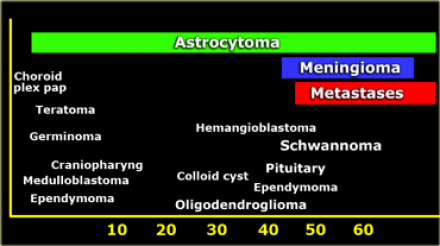 Astrocytoma
Meningioma
Metastases
Choroid
plex pap
Teratoma
Hemangioblastoma
Germinoma
Schwannoma
Craniopharyng
Pituitary
Colloid cyst
Medulloblastoma
Ependymoma
Ependymoma
Oligodendroglioma
10 20 30 40 50 60